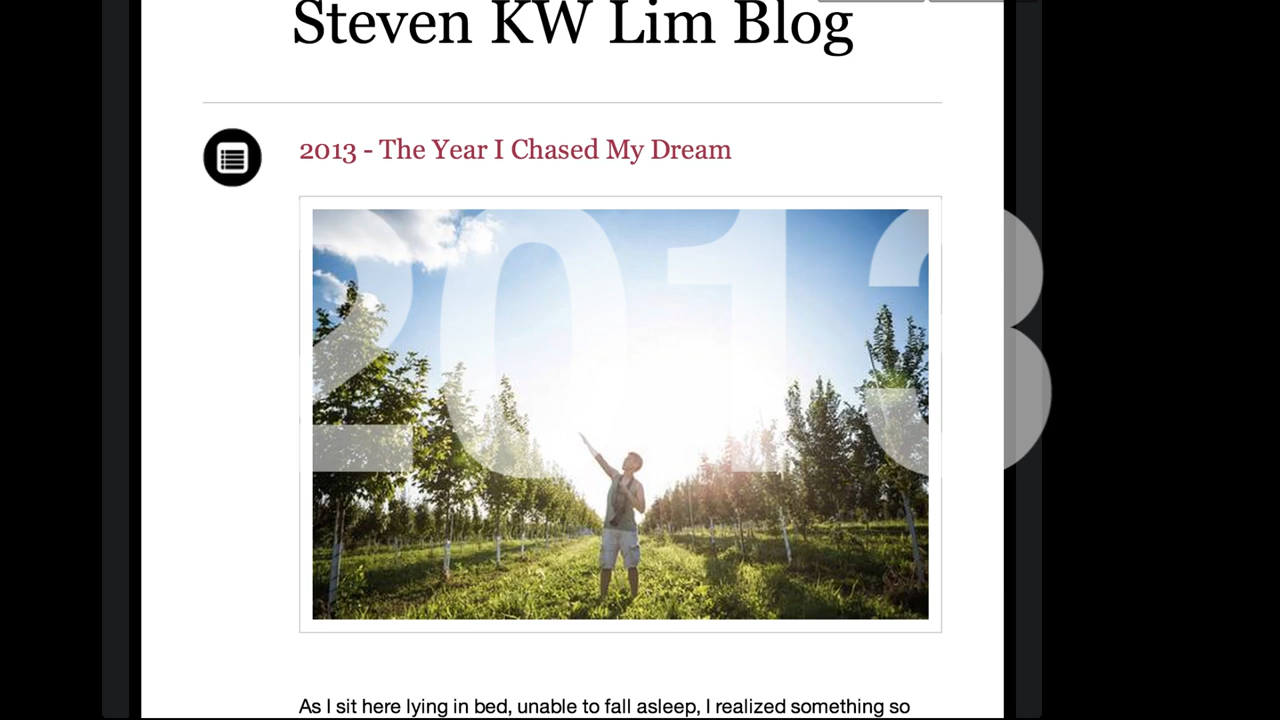 Steven KW Lim Blog
2013 - The Year I Chased My Dream
2013
As I sit here lying in bed, unable to fall asleep, I realized something so